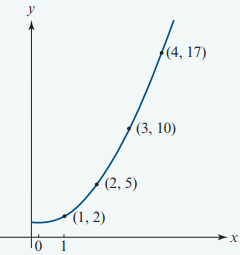 y
(4, 17)
(3, 10)
(2, 5)
(1, 2)
x
0 1